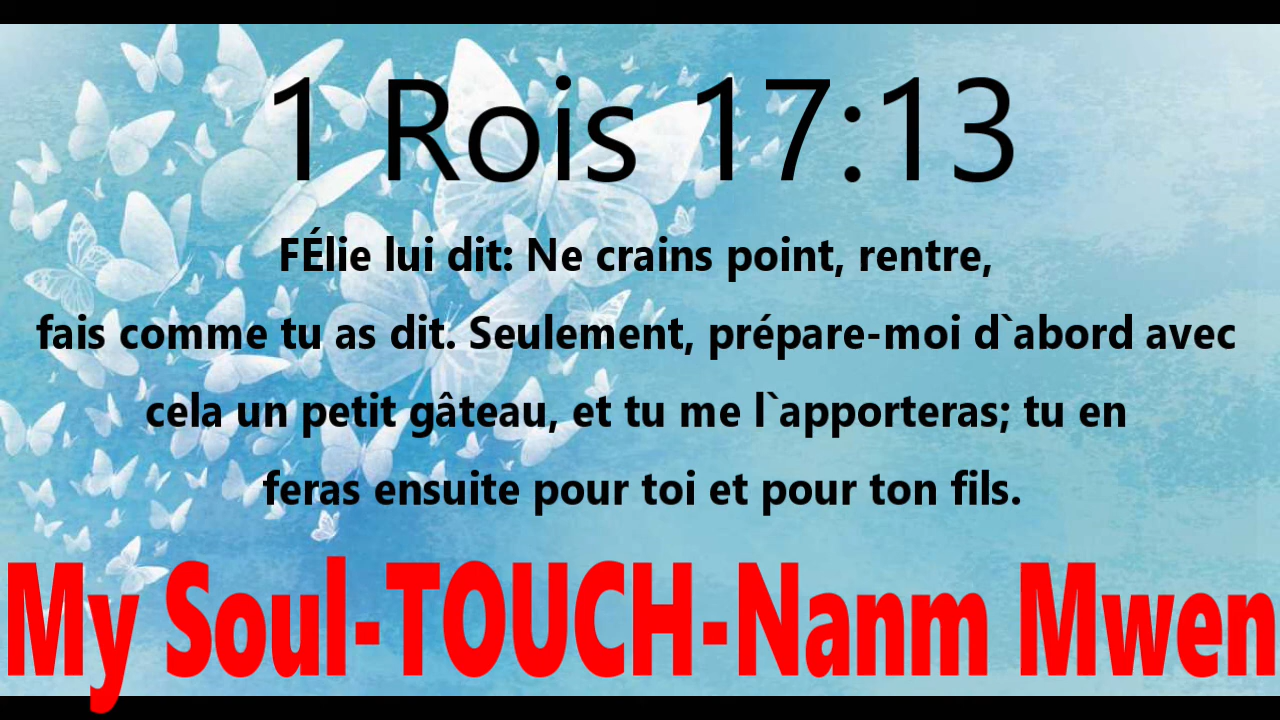 1 Rois 17:13
FÉlie lui dit: Ne crains point, rentre,
fais comme tu as dit. Seulement, prépare-moi d`abord avec
cela un petit gâteau, et tu me l`apporteras; tu en
feras ensuite pour toi et pour ton fils.
My Soul-TOUCH-Nanm Mwen